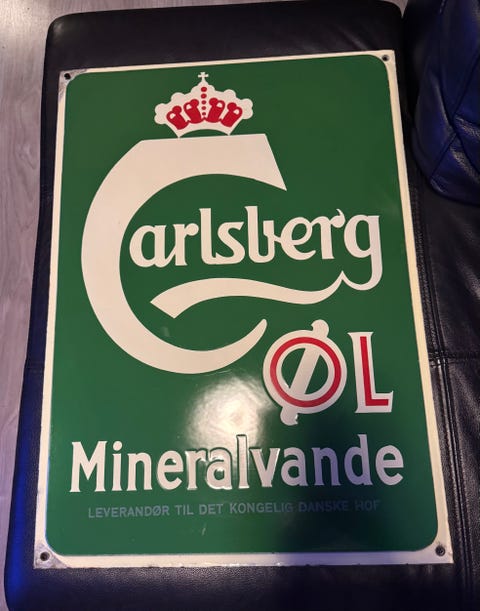 Carlsberg
ØL
Mineralvande
LEVERANDØR TIL DET KONGELIG DANSKE HOF